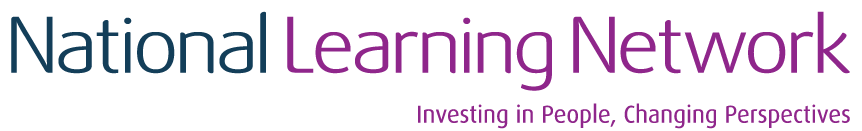 National Learning Network
Investing in People, Changing Perspectives